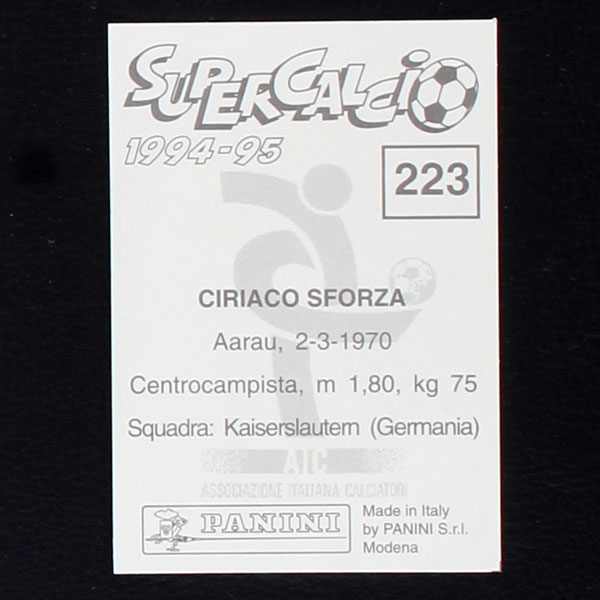 SUPERCALCIO
1994-95
223
CIRIACO SFORZA
Aarau, 2-3-1970
Centrocampista, m 1,80, kg 75
Squadra: Kaiserslautern (Germania)
AIC
ASSOCIAZIONE ITALIANA CALCIATORI
PANINI
Made in Italy
by PANINI S.r.l.
Modena